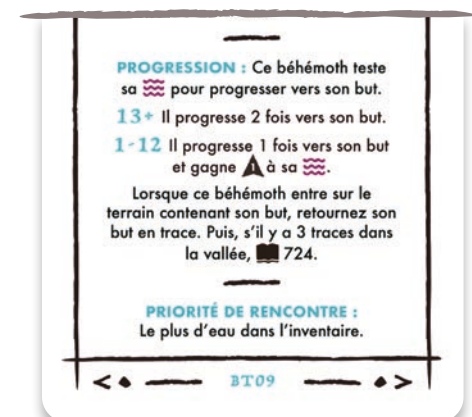 PROGRESSION : Ce béhémoth teste
sa pour progresser vers son but.
13+ Il progresse 2 fois vers son but.
1-12 Il progresse 1 fois vers son but
et gagne 1 à sa .
Lorsque ce béhémoth entre sur le
terrain contenant son but, retournez son
but en trace. Puis, s'il y a 3 traces dans
la vallée, 724.
PRIORITÉ DE RENCONTRE :
Le plus d'eau dans l'inventaire.
BT09